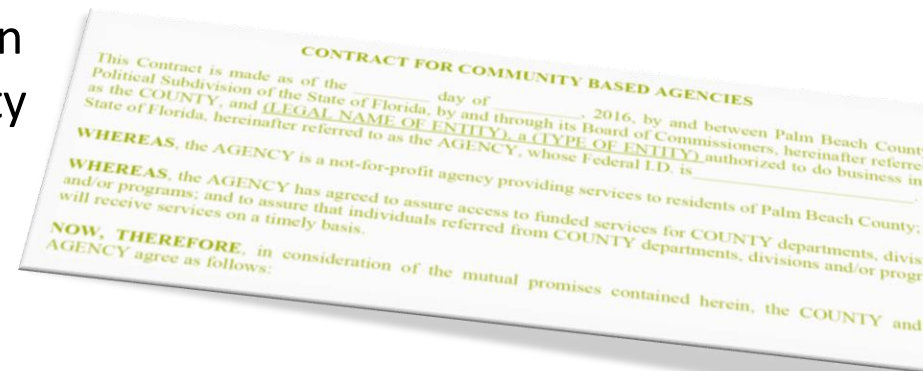 n
ty
CONTRACT FOR COMMUNITY BASED AGENCIES
This Contract is made as of the ________ day of ________, 2016, by and between Palm Beach County
Political Subdivision of the State of Florida, by and through its Board of Commissioners, hereinafter referre
as the COUNTY, and (LEGAL NAME OF ENTITY), a (TYPE OF ENTITY) authorized to do business in
State of Florida, hereinafter referred to as the AGENCY, whose Federal I.D. is____________________.
WHEREAS, the AGENCY is a not-for-profit agency providing services to residents of Palm Beach County;
WHEREAS, the AGENCY has agreed to assure access to funded services for COUNTY departments, divis
and/or programs; and to assure that individuals referred from COUNTY departments, divisions and/or progr
will receive services on a timely basis.
NOW, THEREFORE, in consideration of the mutual promises contained herein, the COUNTY and
AGENCY agree as follows: